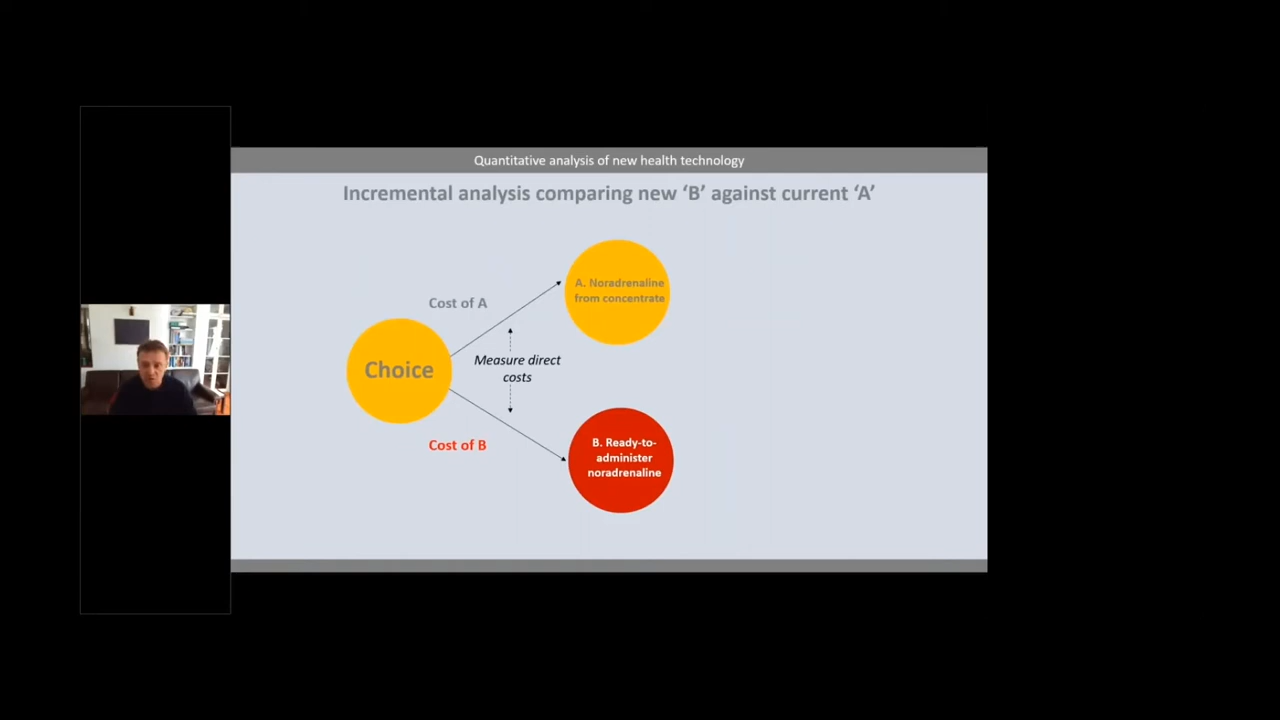 Quantitative analysis of new health technology
Incremental analysis comparing new ‘B’ against current ‘A’
A. Noradrenaline
from concentrate
Cost of A
Choice
Measure direct
costs
Cost of B
B. Ready-to-
administer
noradrenaline